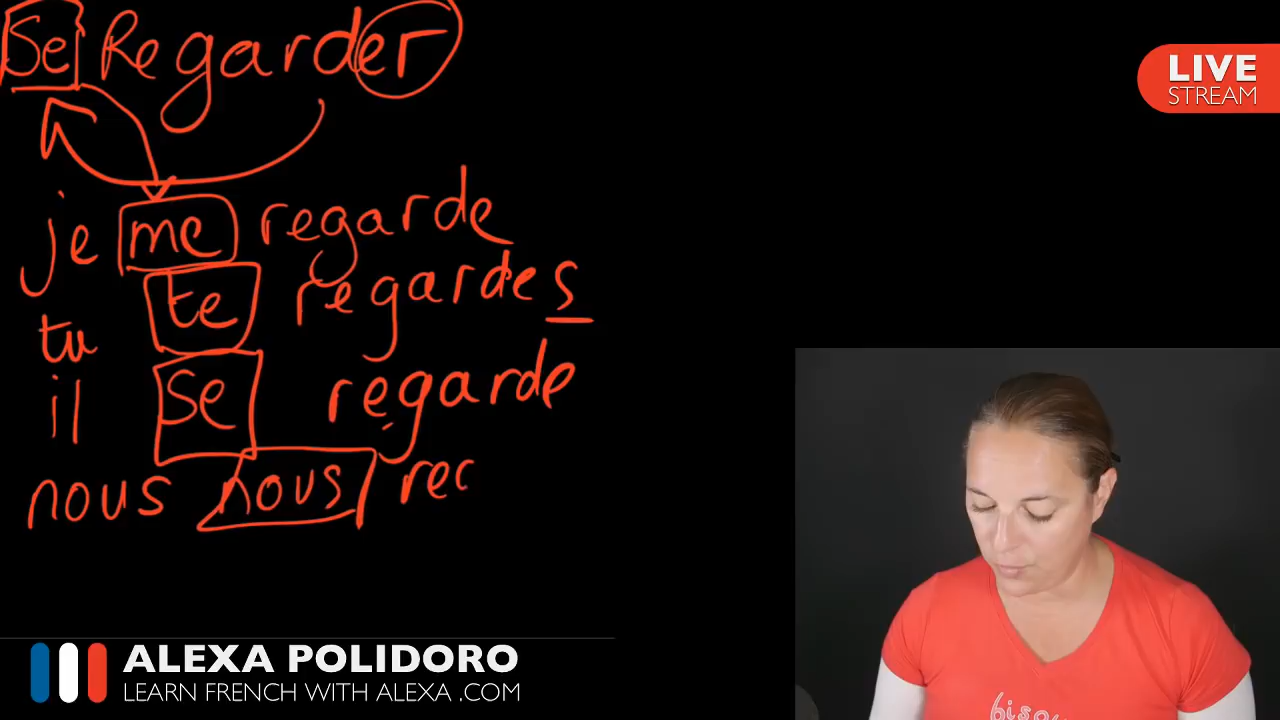 Se Regarder
je me regarde
tu te regardes
il se regarde
nous nous rec
LIVE
STREAM
ALEXA POLIDORO
LEARN FRENCH WITH ALEXA .COM